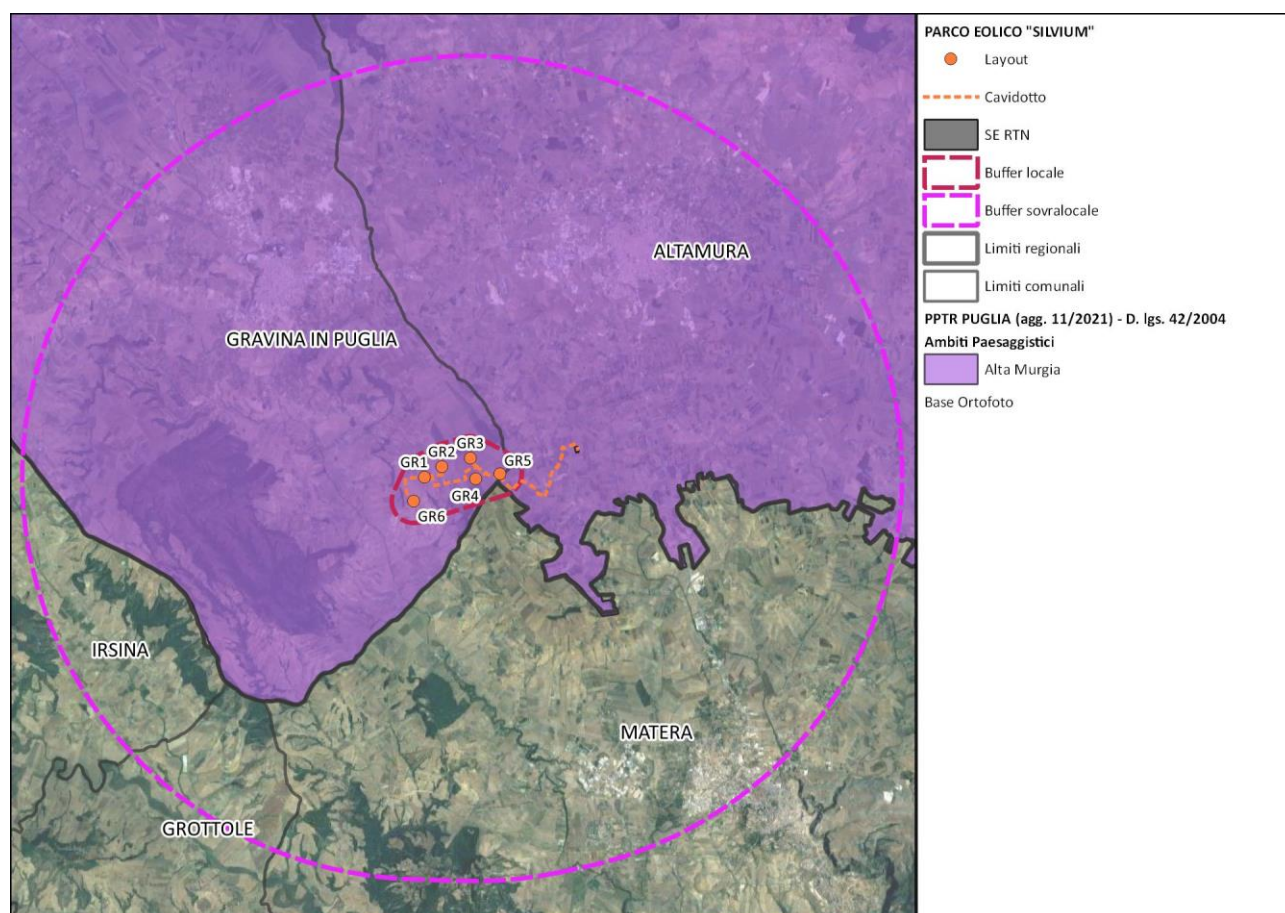 ALTAMURA
GRAVINA IN PUGLIA
GR3
GR2
GR1
GR5
GR4
GR6
IRSINA
MATERA
GROTTOLE
PARCO EOLICO "SILVIUM"
Layout
Cavidotto
SE RTN
Buffer locale
Buffer sovralocale
Limiti regionali
Limiti comunali
PPTR PUGLIA (agg. 11/2021) - D. lgs. 42/2004
Ambiti Paesaggistici
Alta Murgia
Base Ortofoto